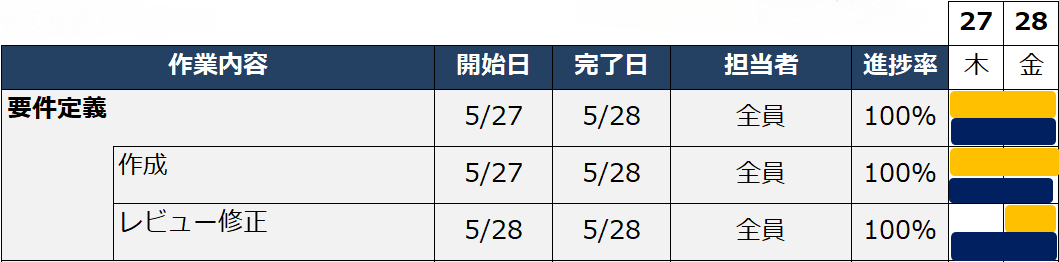 27 28
作業内容 開始日 完了日 担当者 進捗率 木 金
要件定義 5/27 5/28 全員 100%
作成 5/27 5/28 全員 100%
レビュー修正 5/28 5/28 全員 100%